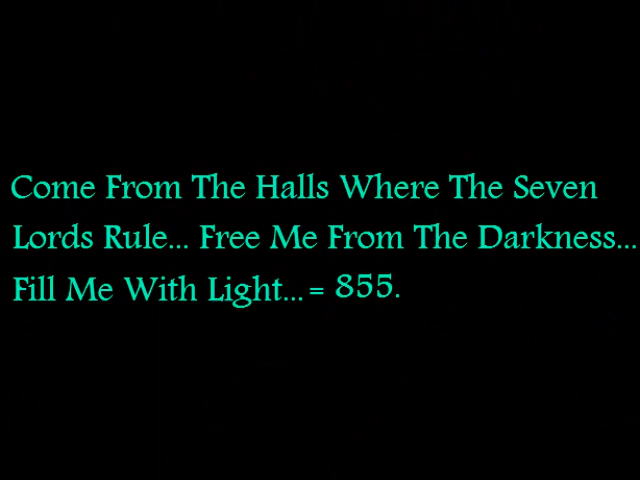 Come From The Halls Where The Seven
Lords Rule... Free Me From The Darkness...
Fill Me With Light... = 855.